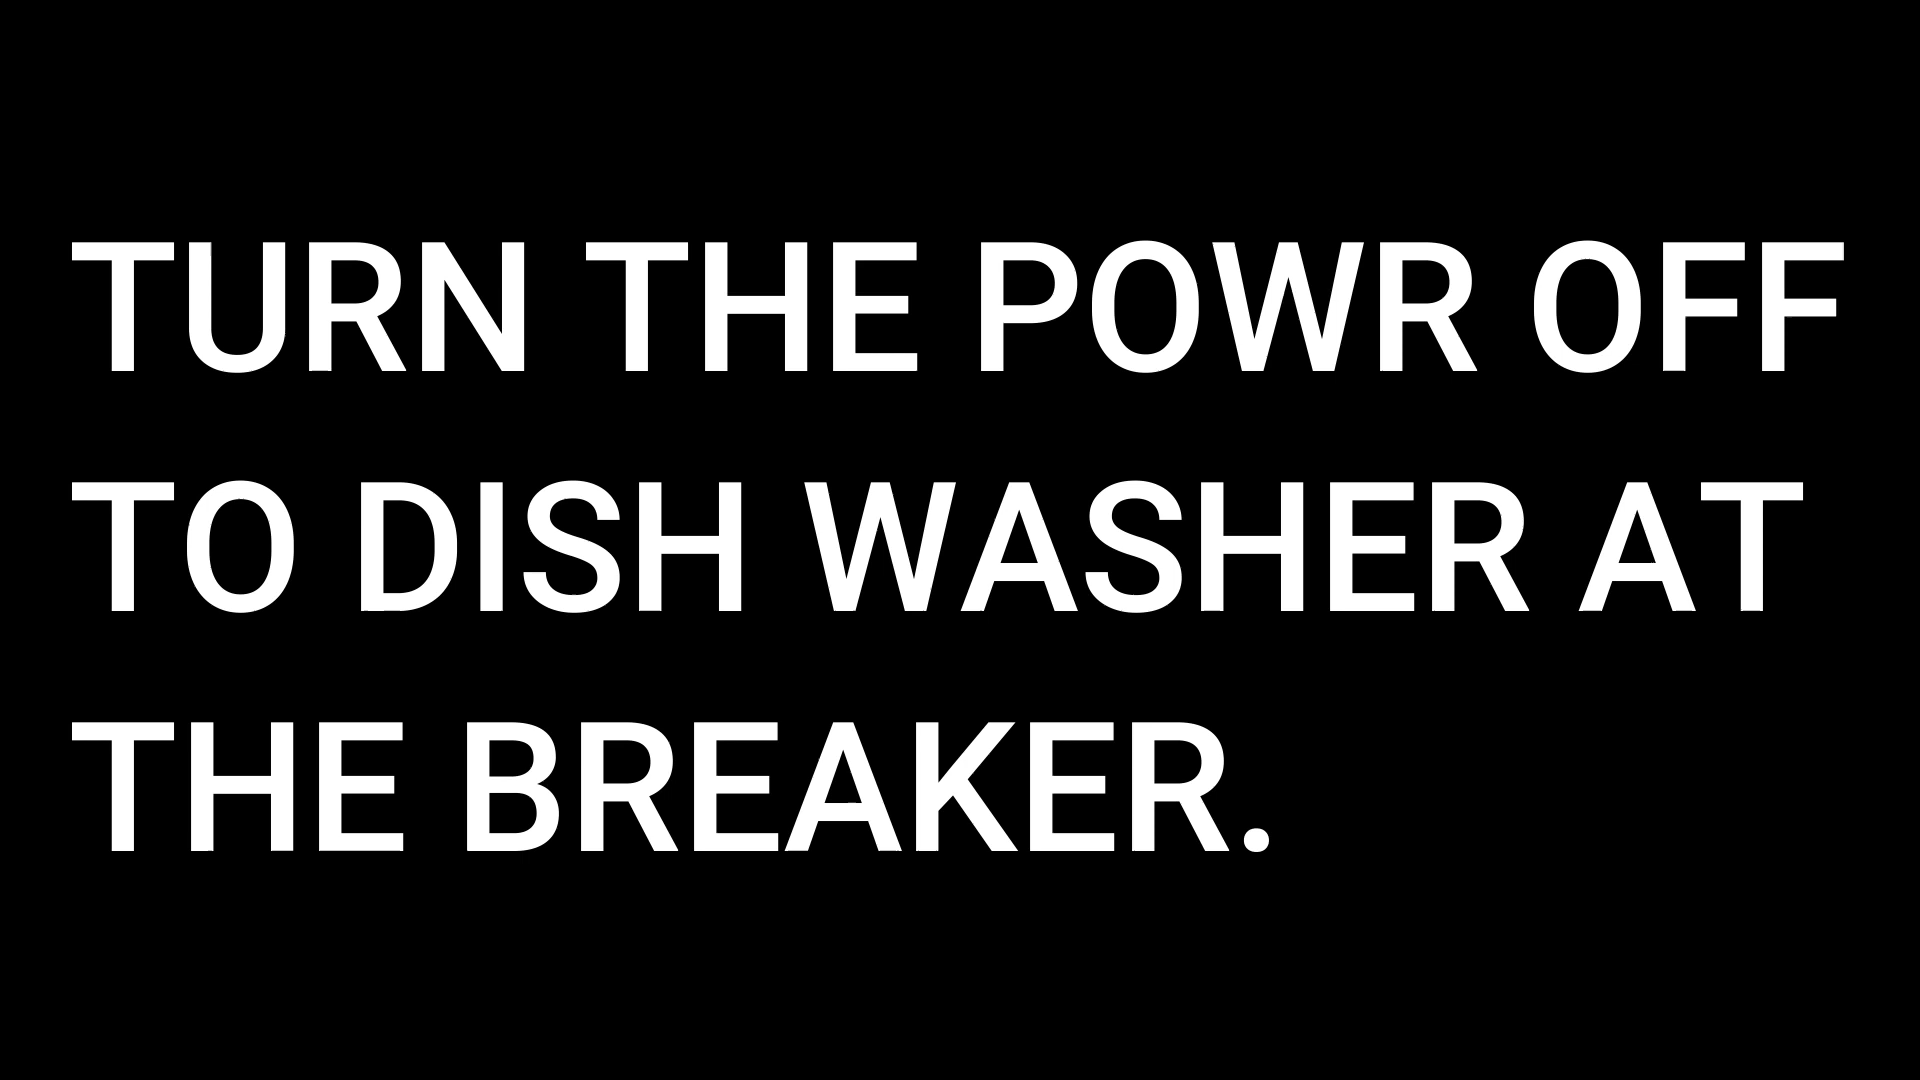 TURN THE POWR OFF
TO DISH WASHER AT
THE BREAKER.